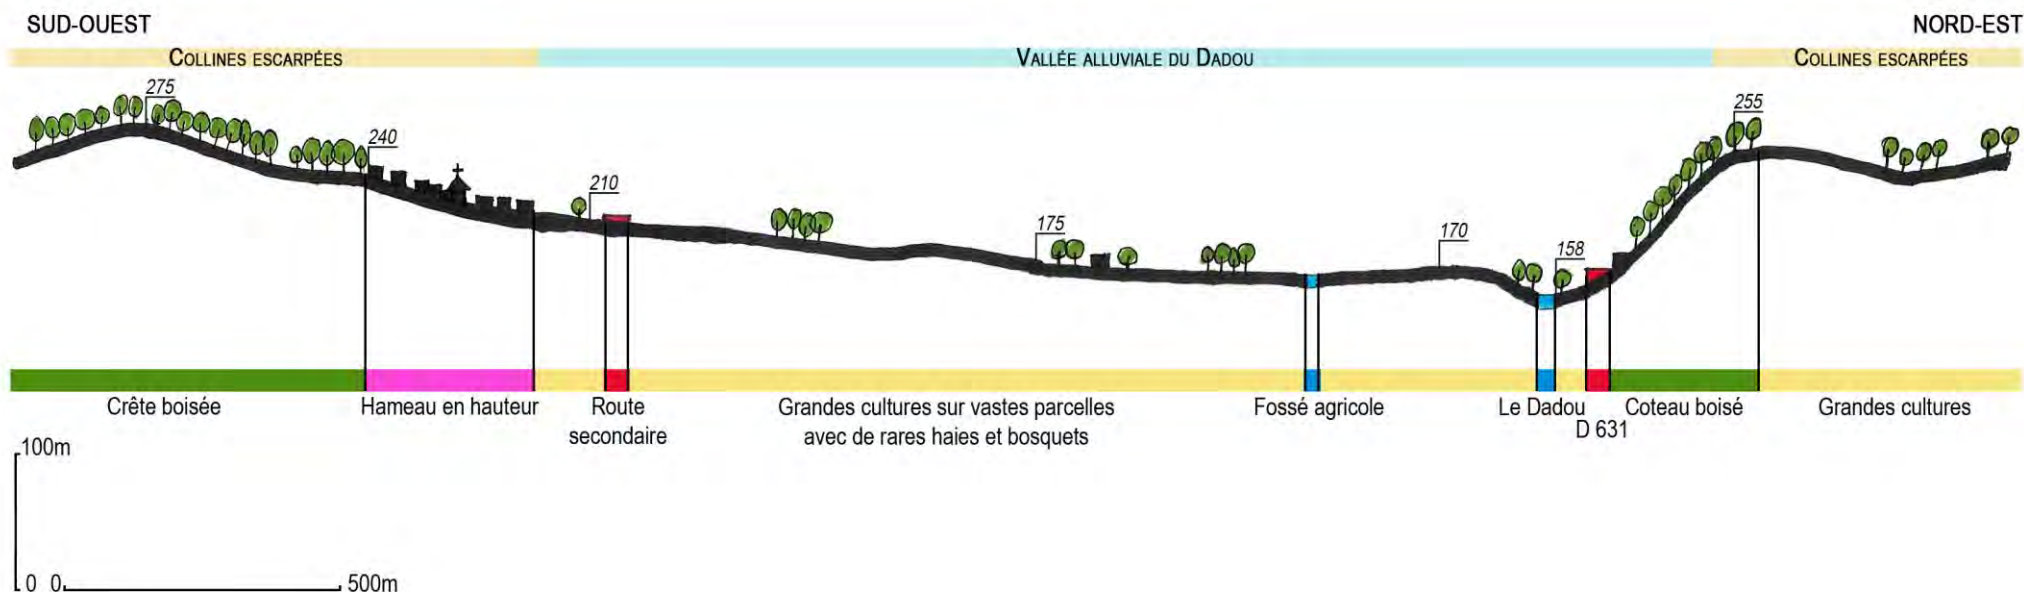 SUD-OUEST
NORD-EST
COLLINES ESCARPÉES
VALLÉE ALLUVIALE DU DADOU
COLLINES ESCARPÉES
275
240
210
175
170
158
255
Crête boisée
Hameau en hauteur
Route
secondaire
Grandes cultures sur vastes parcelles
avec de rares haies et bosquets
Fossé agricole
Le Dadou
D 631
Coteau boisé
Grandes cultures
100m
0 0
500m